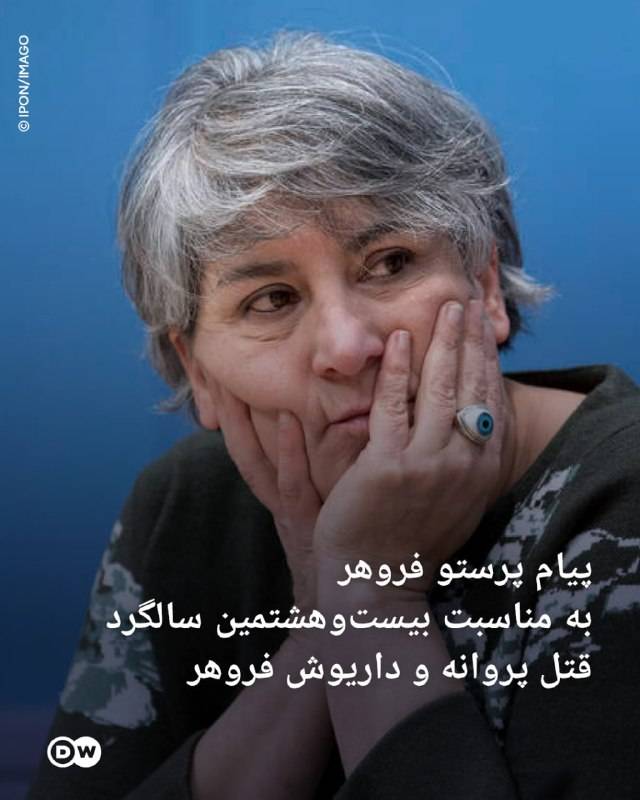 © IPON/IMAGO
پیام پرستو فروهر
به مناسبت بیست‌وهشتمین سالگرد
قتل پروانه و داریوش فروهر
DW